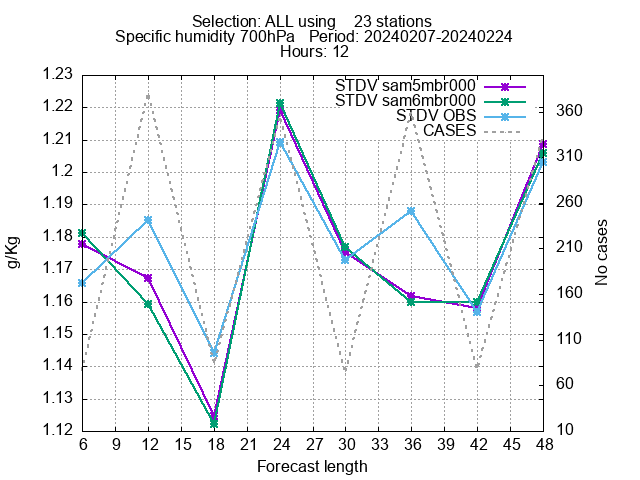 Selection: ALL using    23 stations
Specific humidity 700hPa   Period: 20240207-20240224
Hours: 12
STDV sam5mbr000
STDV sam6mbr000
STDV OBS
CASES
1.23
1.22
1.21
1.2
1.19
1.18
1.17
1.16
1.15
1.14
1.13
1.12
g/Kg
360
310
260
210
160
110
60
10
No cases
6 9 12 15 18 21 24 27 30 33 36 39 42 45 48
Forecast length